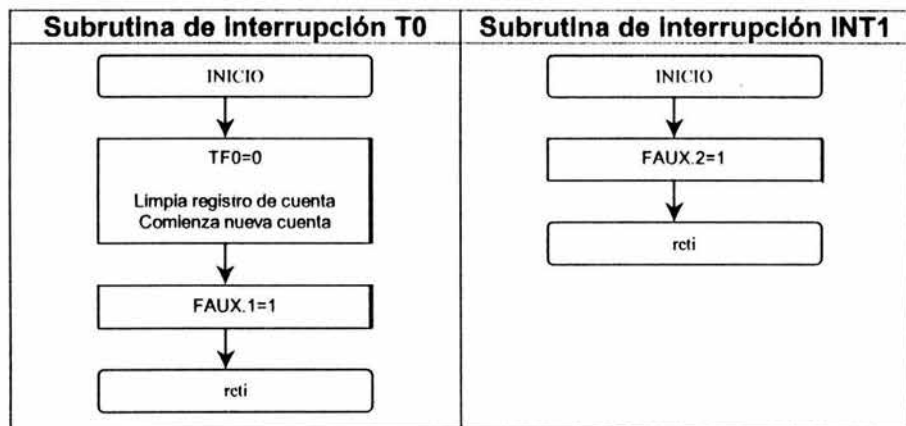 Subrutina de Interrupción T0
INICIO
TF0=0
Limpia registro de cuenta
Comienza nueva cuenta
FAUX.1=1
reti
Subrutina de Interrupción INT1
INICIO
FAUX.2=1
reti